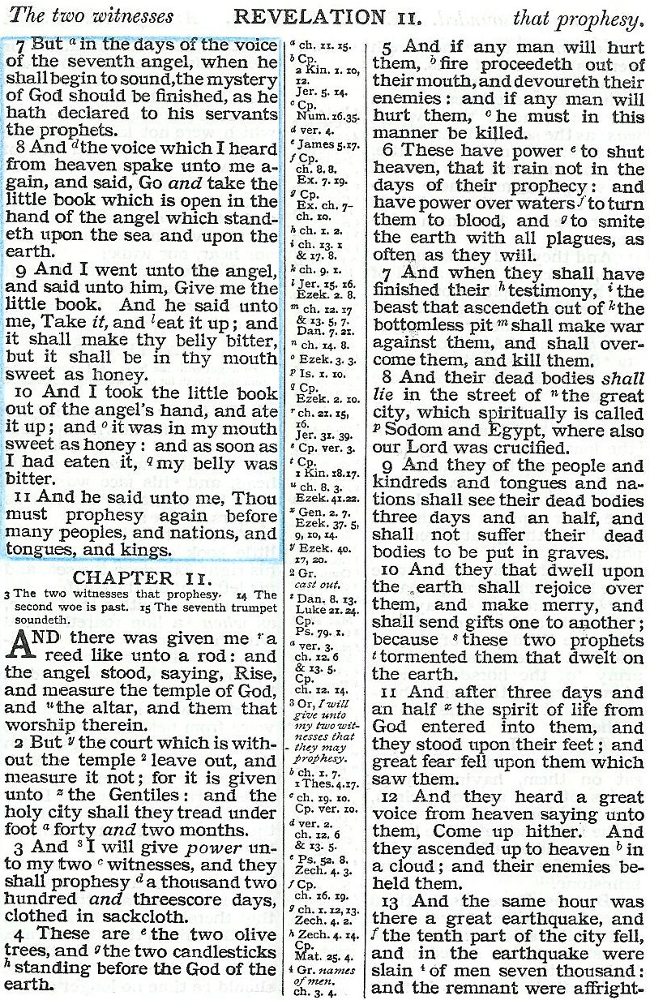 The two witnesses REVELATION 11. that prophesy.
7 But a in the days of the voice
of the seventh angel, when he
shall begin to sound, the mystery
of God should be finished, as he
hath declared to his servants
the prophets.
8 And d the voice which I heard
from heaven spake unto me a-
gain, and said, Go and take the
little book which is open in the
hand of the angel which stand-
eth upon the sea and upon the
earth.
9 And I went unto the angel,
and said unto him, Give me the
little book. And he said unto
me, Take it, and l eat it up; and
it shall make thy belly bitter,
but it shall be in thy mouth
sweet as honey.
10 And I took the little book
out of the angel's hand, and ate
it up; and o it was in my mouth
sweet as honey: and as soon as
I had eaten it, q my belly was
bitter.
11 And he said unto me, Thou
must prophesy again before
many peoples, and nations, and
tongues, and kings.
CHAPTER 11.
3 The two witnesses that prophesy. 14 The
second woe is past. 15 The seventh trumpet
soundeth.
AND there was given me r a
reed like unto a rod: and
the angel stood, saying, Rise,
and measure the temple of God,
and u the altar, and them that
worship therein.
2 But y the court which is with-
out the temple 2 leave out, and
measure it not; for it is given
unto z the Gentiles: and the
holy city shall they tread under
foot a forty and two months.
3 And 3 I will give power un-
to my two c witnesses, and they
shall prophesy d a thousand two
hundred and threescore days,
clothed in sackcloth.
4 These are e the two olive
trees, and g the two candlesticks
h standing before the God of the
earth.
a ch. 11. 15.
b Cp.
2 Kin. 1. 10,
12.
Jer. 5. 14.
c Cp.
Num. 16. 35.
d ver. 4.
e James 5. 17.
f Cp.
ch. 8. 8.
Ex. 7. 19.
g Cp.
Ex. ch. 7-
ch. 10.
h ch. 1. 2.
i ch. 13. 1
& 17. 8.
k ch. 9. 1.
l Jer. 15. 16.
Ezek. 2. 8.
m ch. 12. 17
& 13. 5, 7.
Dan. 7. 21.
n ch. 14. 8.
o Ezek. 3. 3.
p Is. 1. 10.
q Cp.
Ezek. 2. 10.
r ch. 21. 15,
16.
Jer. 31. 39.
s Cp. ver. 3.
t Cp.
1 Kin. 18. 17.
u ch. 8. 3.
Ezek. 41. 22.
x Gen. 2. 7.
Ezek. 37. 5,
9, 10, 14.
y Ezek. 40.
17, 20.
2 Gr.
cast out.
z Dan. 8. 13.
Luke 21. 24.
Cp.
Ps. 79. 1.
a ver. 3.
ch. 12. 6
& 13. 5.
Cp.
ch. 12. 14.
3 Or, I will
give unto
my two wit-
nesses that
they may
prophesy.
b ch. 1. 7.
1 Thes. 4. 17.
c ch. 19. 10.
Cp. ver. 10.
d ver. 2.
ch. 12. 6
& 13. 5.
e Ps. 52. 8.
Zech. 4. 3.
f Cp.
ch. 16. 19.
g ch. 1. 12, 13.
Zech. 4. 2.
h Zech. 4. 14.
Cp.
Mat. 25. 4.
4 Gr. names
of men.
ch. 3. 4.
5 And if any man will hurt
them, b fire proceedeth out of
their mouth, and devoureth their
enemies: and if any man will
hurt them, c he must in this
manner be killed.
6 These have power e to shut
heaven, that it rain not in the
days of their prophecy: and
have power over waters f to turn
them to blood, and g to smite
the earth with all plagues, as
often as they will.
7 And when they shall have
finished their h testimony, i the
beast that ascendeth out of k the
bottomless pit m shall make war
against them, and shall over-
come them, and kill them.
8 And their dead bodies shall
lie in the street of n the great
city, which spiritually is called
p Sodom and Egypt, where also
our Lord was crucified.
9 And they of the people and
kindreds and tongues and na-
tions shall see their dead bodies
three days and an half, and
shall not suffer their dead
bodies to be put in graves.
10 And they that dwell upon
the earth shall rejoice over
them, and make merry, and
shall send gifts one to another;
because s these two prophets
t tormented them that dwelt on
the earth.
11 And after three days and
an half x the spirit of life from
God entered into them, and
they stood upon their feet; and
great fear fell upon them which
saw them.
12 And they heard a great
voice from heaven saying unto
them, Come up hither. And
they ascended up to heaven b in
a cloud; and their enemies be-
held them.
13 And the same hour was
there a great earthquake, and
f the tenth part of the city fell,
and in the earthquake were
slain 4 of men seven thousand:
and the remnant were affright-